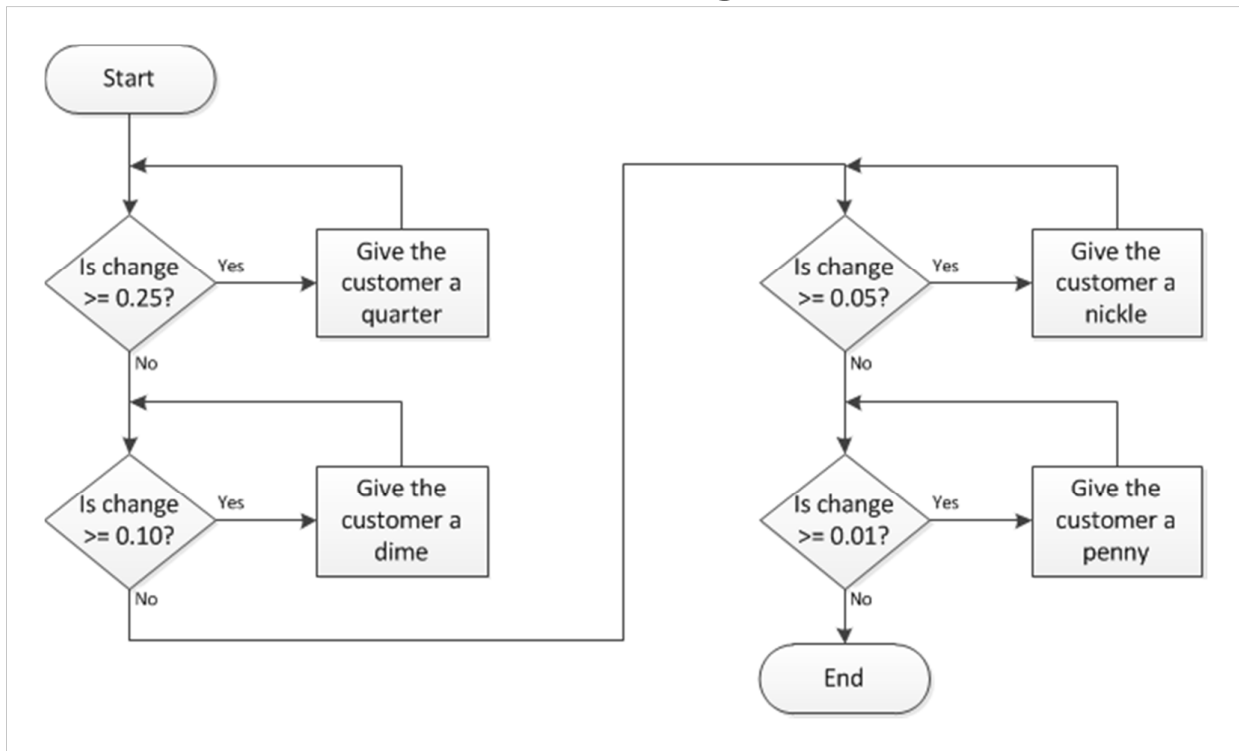 Start
Is change
>= 0.25?
Yes
Give the
customer a
quarter
No
Is change
>= 0.10?
Yes
Give the
customer a
dime
No
Is change
>= 0.05?
Yes
Give the
customer a
nickle
No
Is change
>= 0.01?
Yes
Give the
customer a
penny
No
End